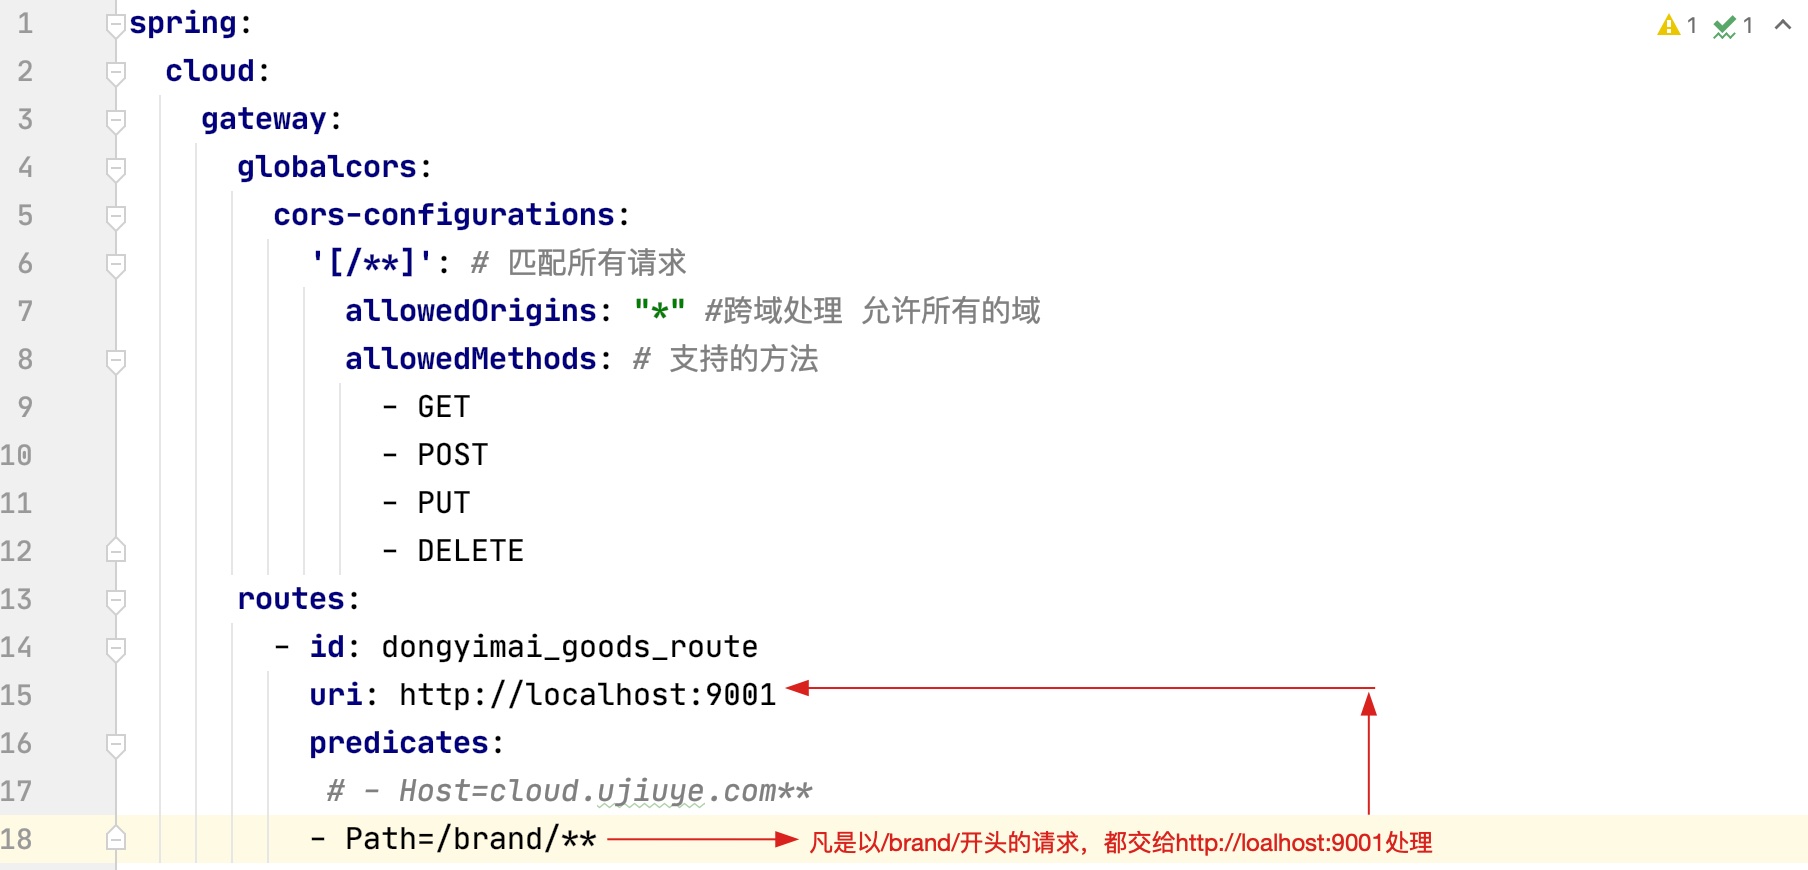 1 spring: 1 1
2 cloud:
3 gateway:
4 globalcors:
5 cors-configurations:
6 '[/**]': # 匹配所有请求
7 allowedOrigins: "*" #跨域处理 允许所有的域
8 allowedMethods: # 支持的方法
9 - GET
10 - POST
11 - PUT
12 - DELETE
13 routes:
14 - id: dongyimai_goods_route
15 uri: http://localhost:9001
16 predicates:
17 # - Host=cloud.ujiuye.com**
18 - Path=/brand/** 凡是以/brand/开头的请求，都交给http://loalhost:9001处理